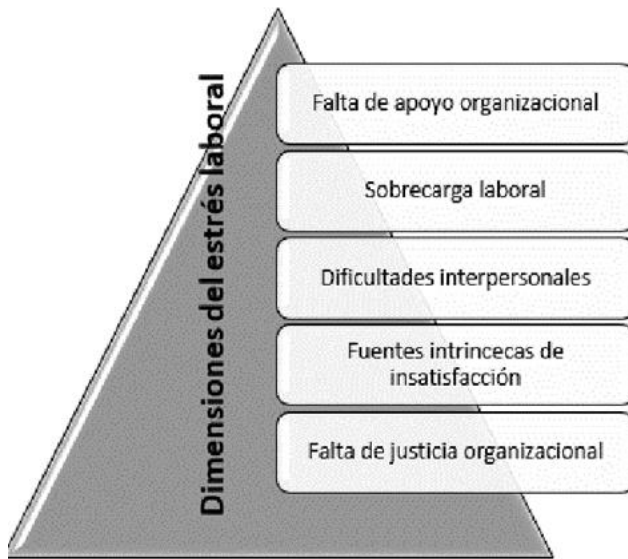 Dimensiones del estrés laboral
Falta de apoyo organizacional
Sobrecarga laboral
Dificultades interpersonales
Fuentes intrincecas de
insatisfacción
Falta de justicia organizacional